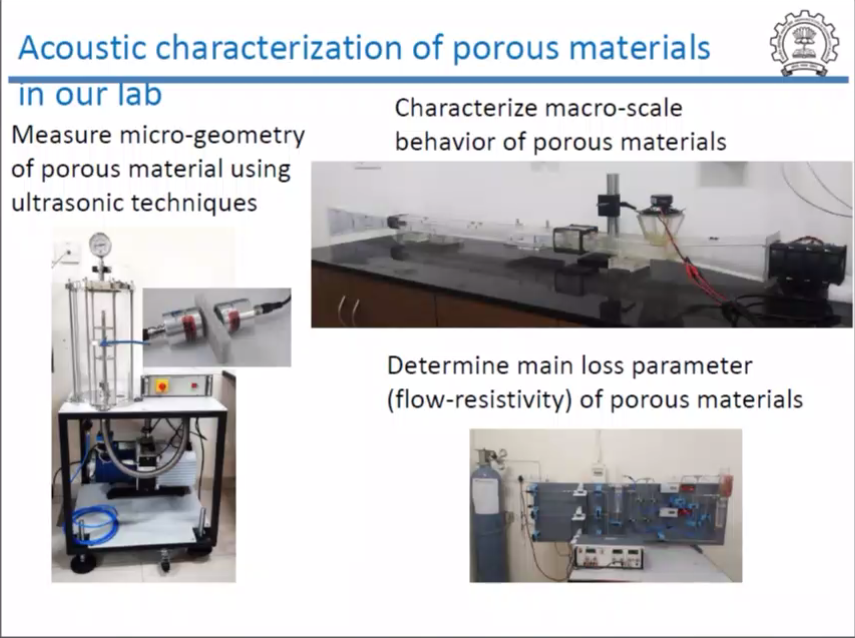 Acoustic characterization of porous materials
in our lab
Measure micro-geometry
of porous material using
ultrasonic techniques
Characterize macro-scale
behavior of porous materials
Determine main loss parameter
(flow-resistivity) of porous materials